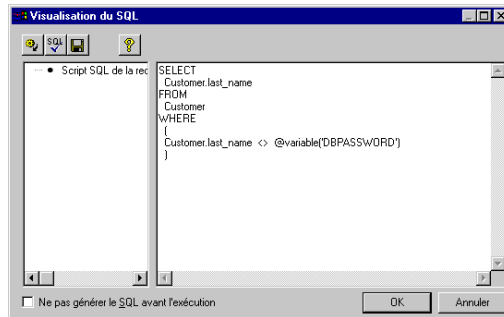 Visualisation du SQL
SQL
?
Script SQL de la rec
SELECT
Customer.last_name
FROM
Customer
WHERE
(
Customer.last_name <> @variable('DBPASSWORD')
)
Ne pas générer le SQL avant l'exécution
OK
Annuler